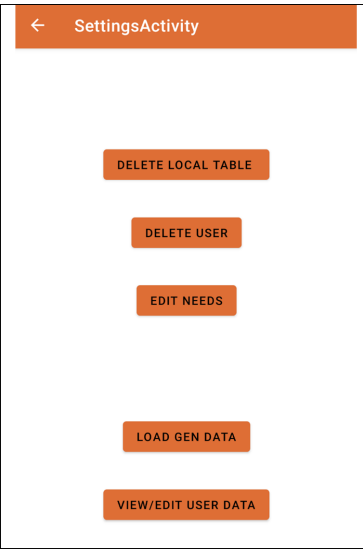 SettingsActivity
DELETE LOCAL TABLE
DELETE USER
EDIT NEEDS
LOAD GEN DATA
VIEW/EDIT USER DATA